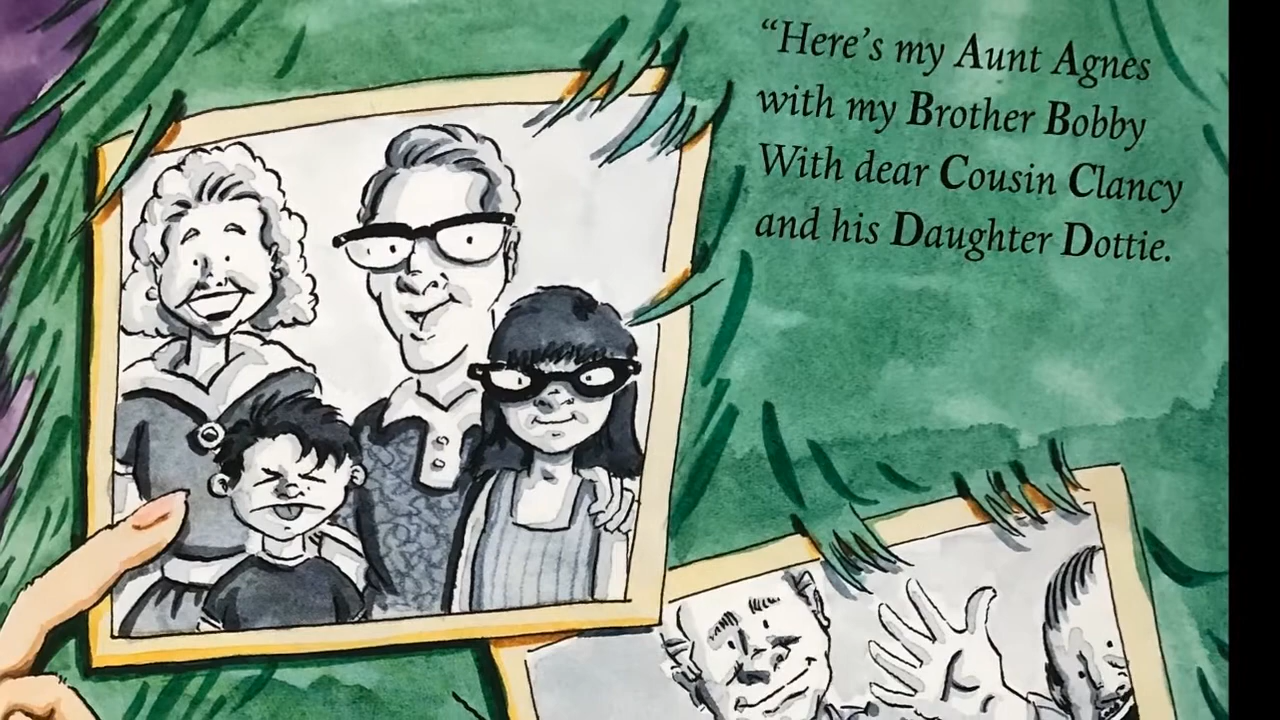 “Here’s my Aunt Agnes
with my Brother Bobby
With dear Cousin Clancy
and his Daughter Dottie.